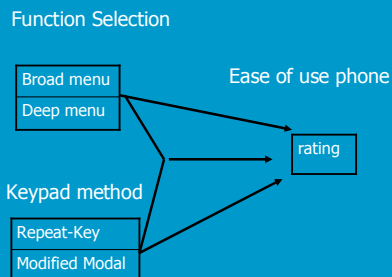 Function Selection
Broad menu
Deep menu
Ease of use phone
rating
Keypad method
Repeat-Key
Modified Modal